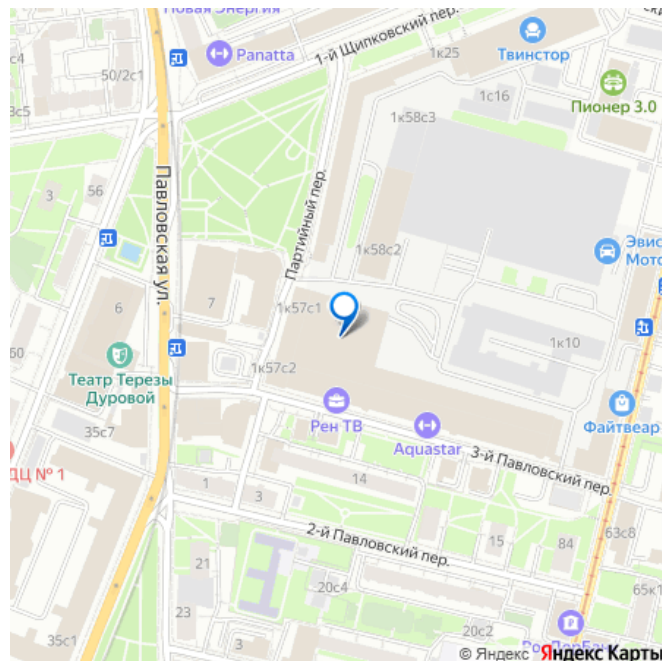 Новая Энергия
Panatta
1-й Щипковский пер.
1к25
Твинстор
с4
50/2с1
8с5
1с16
Пионер 3.0
1к58с3
Павловская ул.
56
3
Партийный пер.
1к58с2
Эвис
Мото
6
7
1к57с1
1к10
60
Театр Терезы
Дуровой
1к57с2
Рен ТВ
Aquastar
Файтвеар
35с7
3-й Павловский пер.
ДЦ № 1
14
1
3
2-й Павловский пер.
15
84
63с8
21
20с4
65к1
23
20с2
3
35с1
© Яндекс Яндекс Карты